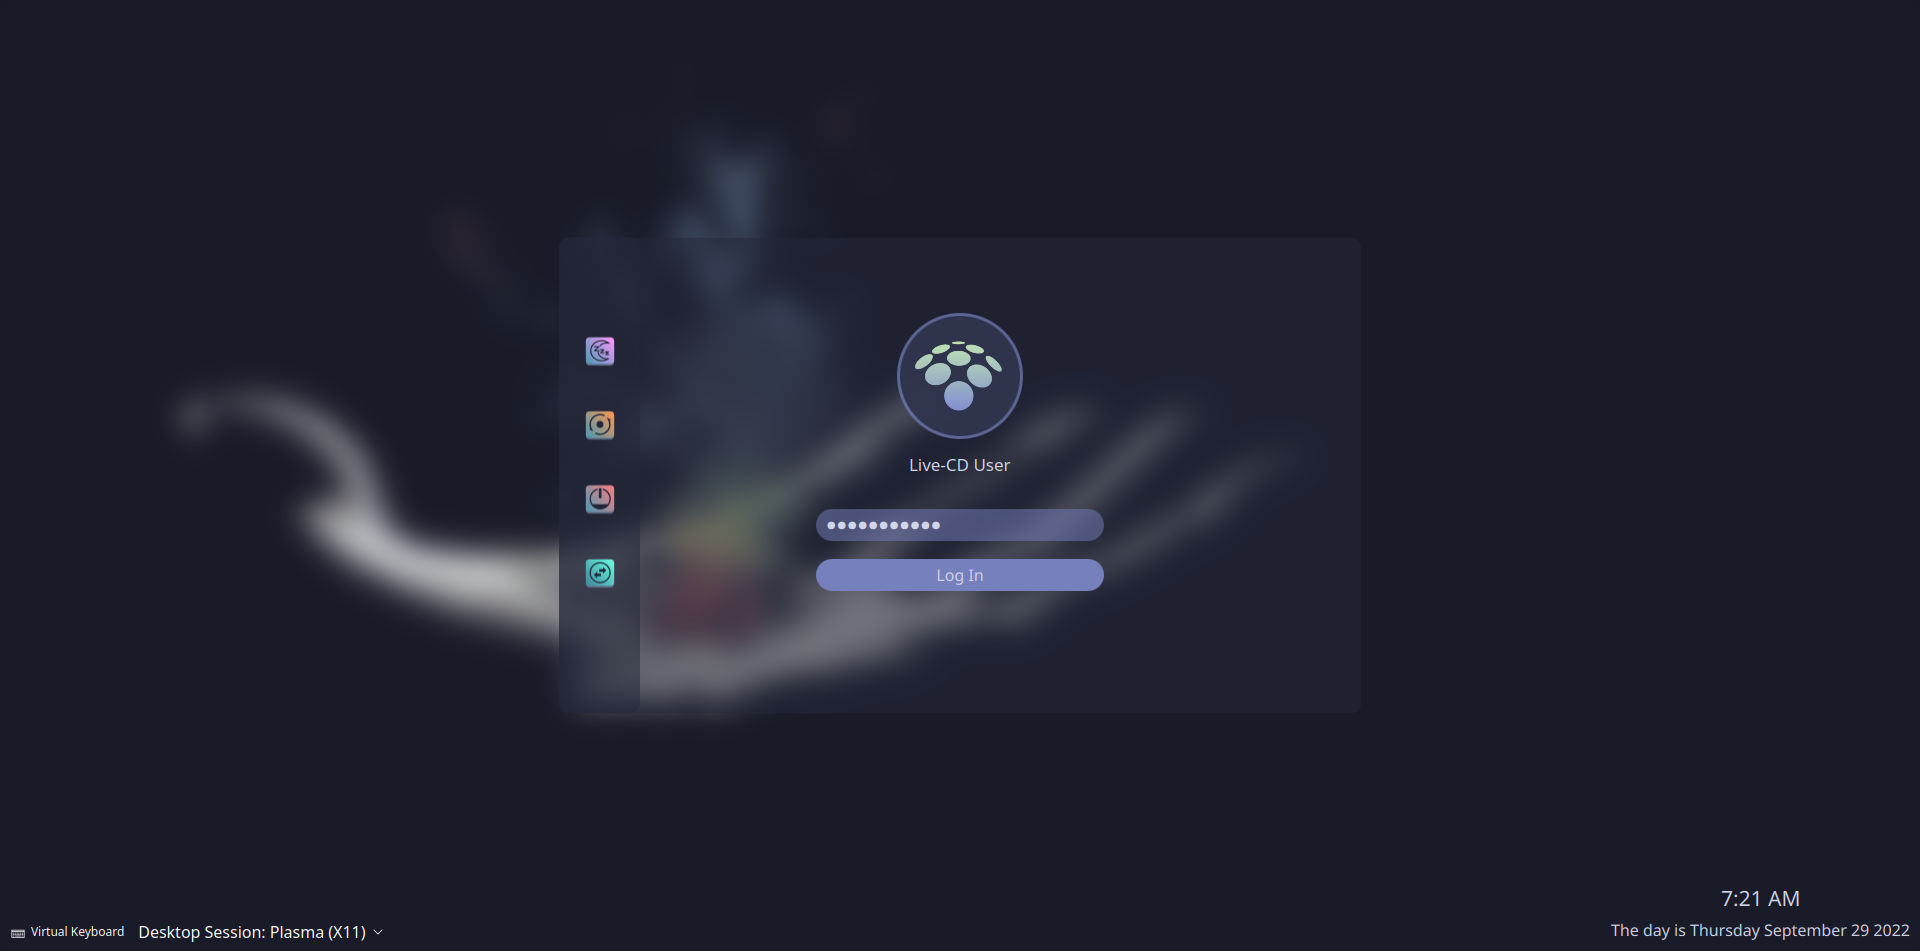 Live-CD User
Log In
7:21 AM
Virtual Keyboard
Desktop Session: Plasma (X11)
The day is Thursday September 29 2022